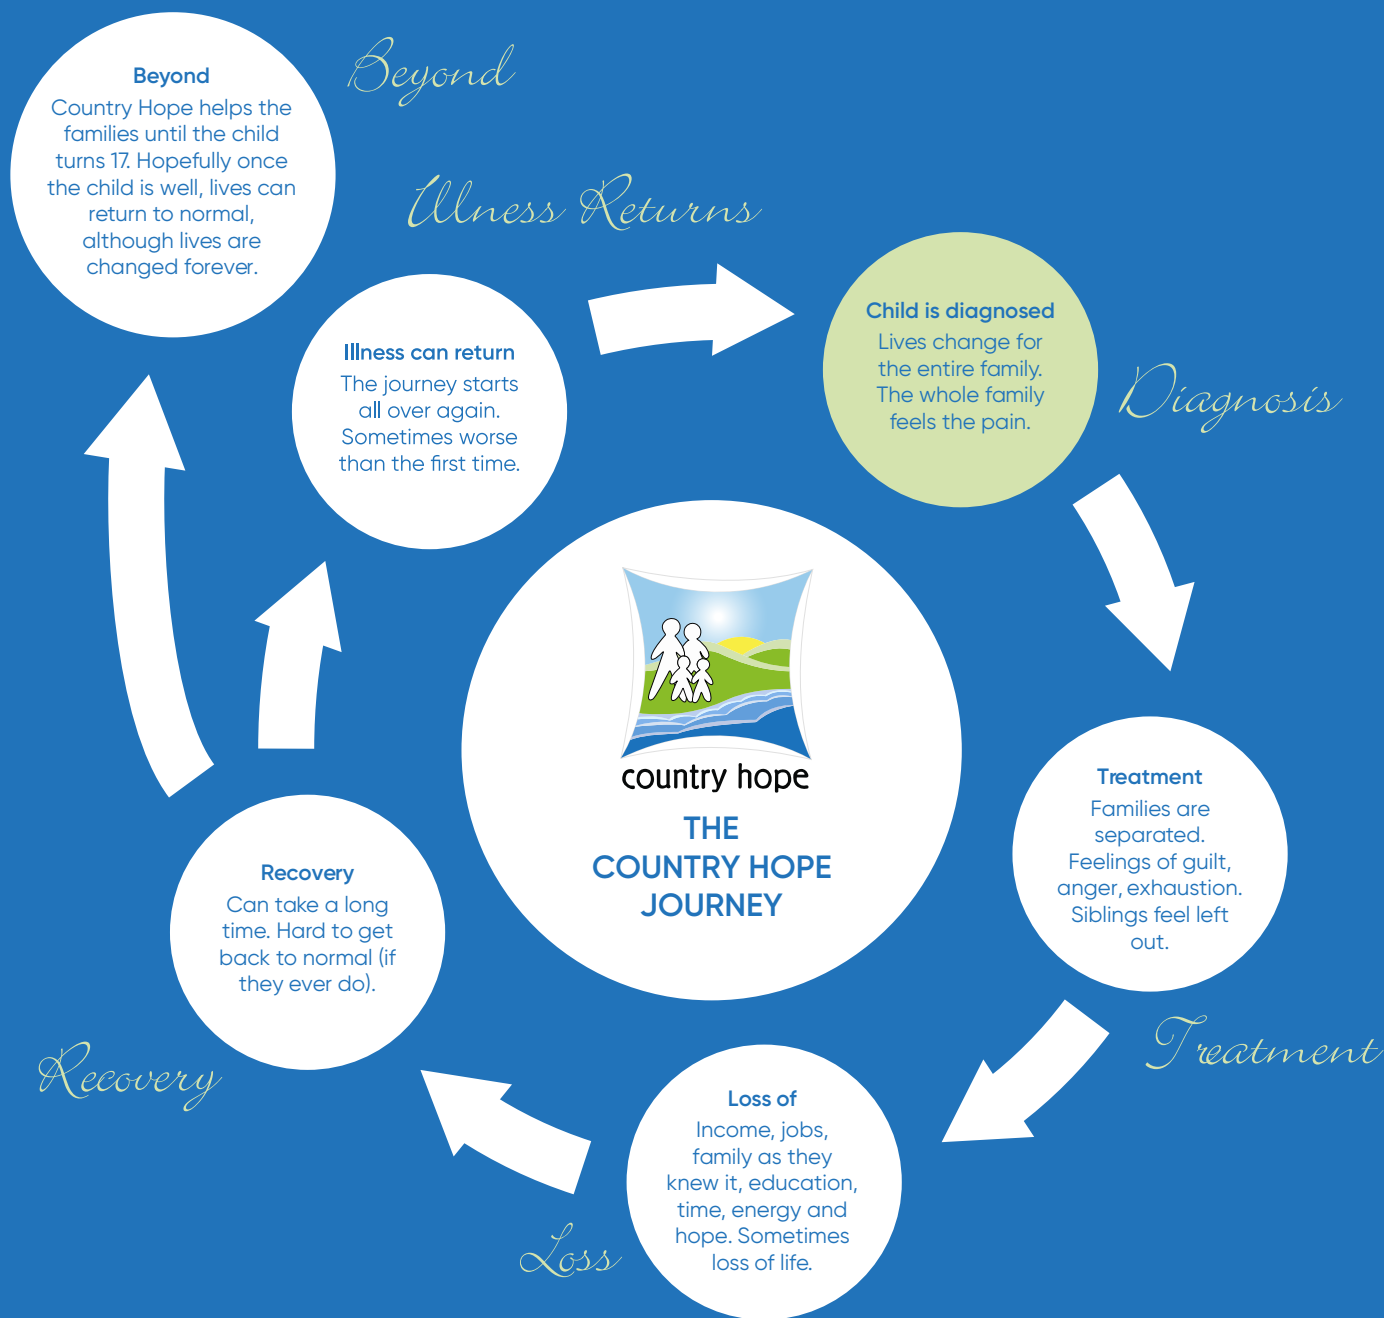 Beyond
Country Hope helps the
families until the child
turns 17. Hopefully once
the child is well, lives can
return to normal,
although lives are
changed forever.
Beyond
Illness Returns
Illness can return
The journey starts
all over again.
Sometimes worse
than the first time.
Child is diagnosed
Lives change for
the entire family.
The whole family
feels the pain.
Diagnosis
country hope
THE
COUNTRY HOPE
JOURNEY
Treatment
Families are
separated.
Feelings of guilt,
anger, exhaustion.
Siblings feel left
out.
Treatment
Loss of
Income, jobs,
family as they
knew it, education,
time, energy and
hope. Sometimes
loss of life.
Loss
Recovery
Can take a long
time. Hard to get
back to normal (if
they ever do).
Recovery